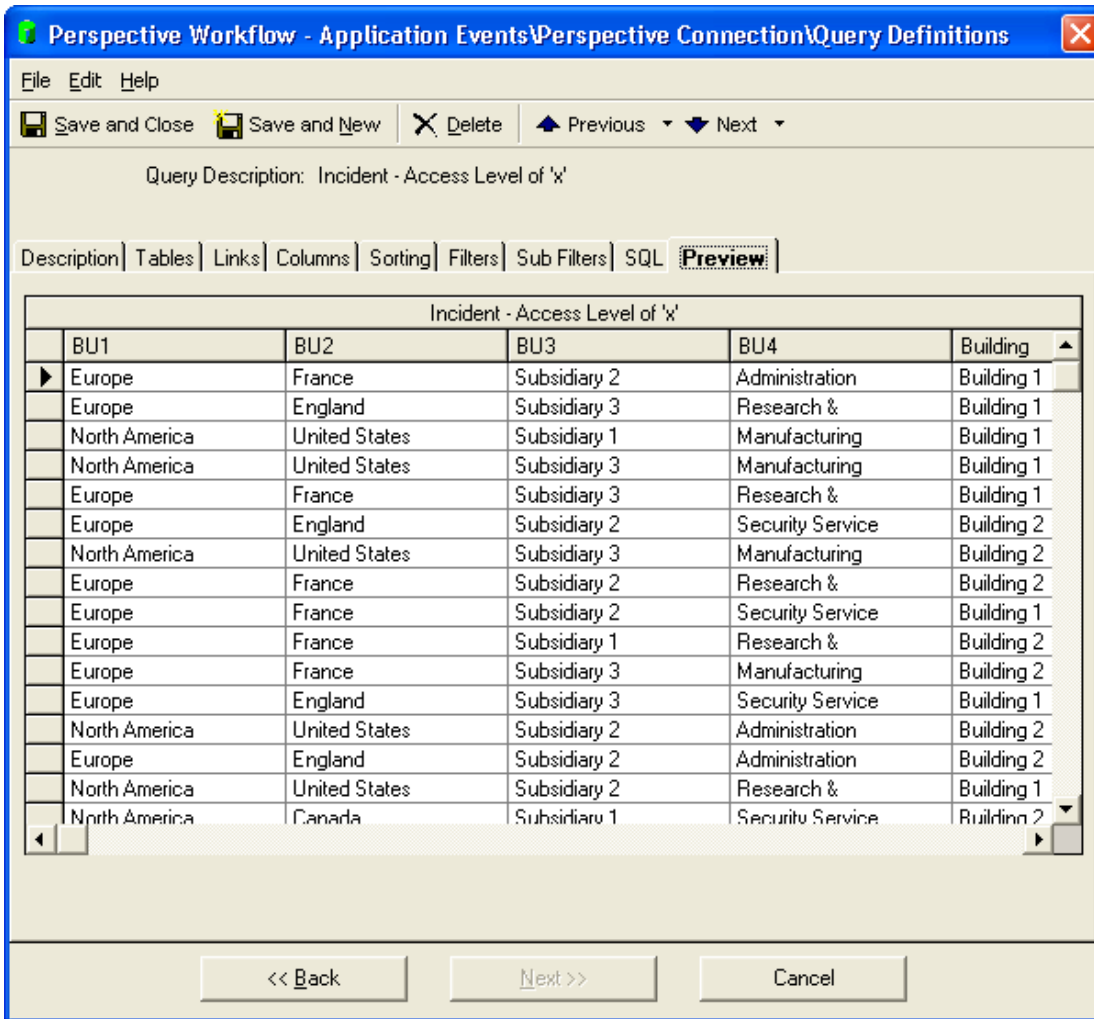 Perspective Workflow - Application Events\Perspective Connection\Query Definitions
File Edit Help
Save and Close Save and New Delete Previous Next
Query Description: Incident - Access Level of 'x'
Description Tables Links Columns Sorting Filters Sub Filters SQL Preview
Incident - Access Level of 'x'
BU1 BU2 BU3 BU4 Building
Europe France Subsidiary 2 Administration Building 1
Europe England Subsidiary 3 Research & Building 1
North America United States Subsidiary 1 Manufacturing Building 1
North America United States Subsidiary 3 Manufacturing Building 1
Europe France Subsidiary 3 Research & Building 1
Europe England Subsidiary 2 Security Service Building 2
North America United States Subsidiary 3 Manufacturing Building 2
Europe France Subsidiary 2 Research & Building 2
Europe France Subsidiary 2 Security Service Building 1
Europe France Subsidiary 1 Research & Building 2
Europe France Subsidiary 3 Manufacturing Building 2
Europe England Subsidiary 3 Security Service Building 1
North America United States Subsidiary 2 Administration Building 2
Europe England Subsidiary 2 Administration Building 2
North America United States Subsidiary 2 Research & Building 1
North America Canada Subsidiary 1 Security Service Building 2
<< Back Next >> Cancel